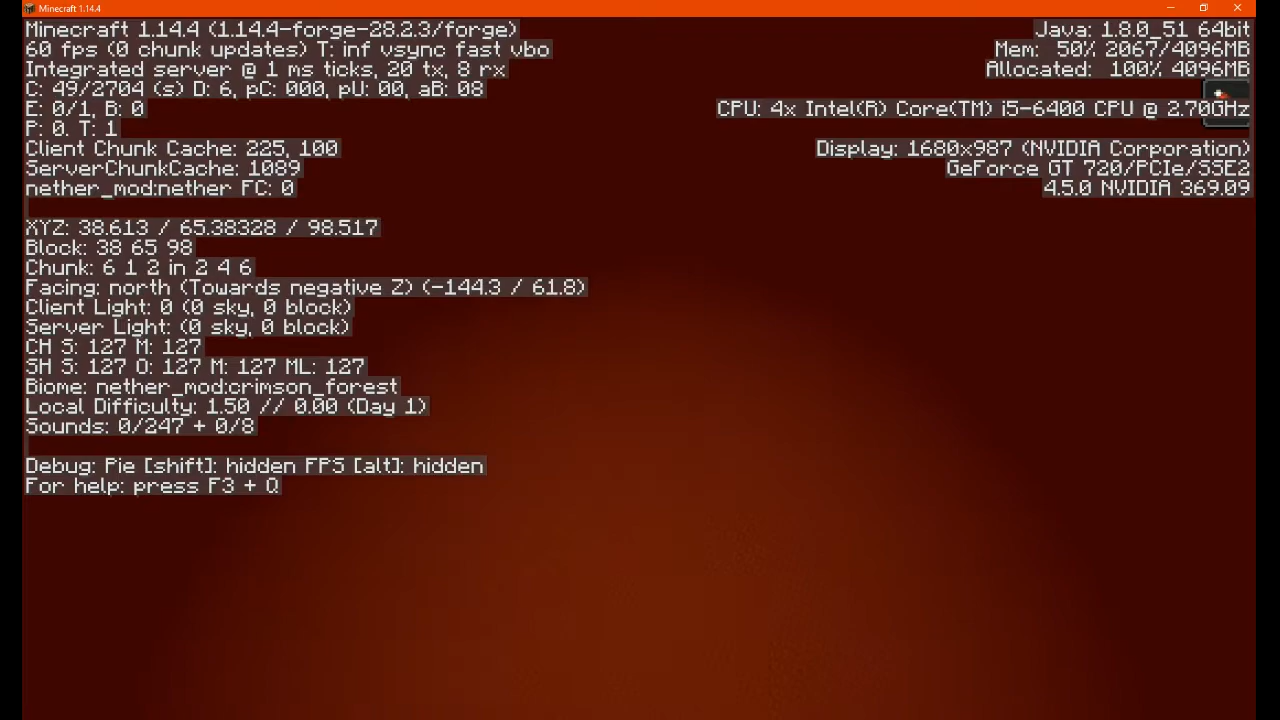 Minecraft 1.14.4
Minecraft 1.14.4 (1.14.4-forge-28.2.3/forge)
60 fps (0 chunk updates) T: inf vsync fast vbo
Integrated server @ 1 ms ticks, 20 tx, 8 rx
C: 49/2704 (s) D: 6, pC: 000, pU: 00, aB: 08
E: 0/1, B: 0
P: 0. T: 1
Client Chunk Cache: 225, 100
ServerChunkCache: 1089
nether_mod:nether FC: 0
XYZ: 38.613 / 65.38328 / 98.517
Block: 38 65 98
Chunk: 6 1 2 in 2 4 6
Facing: north (Towards negative Z) (-144.3 / 61.8)
Client Light: 0 (0 sky, 0 block)
Server Light: (0 sky, 0 block)
CH S: 127 M: 127
SH S: 127 O: 127 M: 127 ML: 127
Biome: nether_mod:crimson_forest
Local Difficulty: 1.50 // 0.00 (Day 1)
Sounds: 0/247 + 0/8
Debug: Pie [shift]: hidden FPS [alt]: hidden
For help: press F3 + Q
Java: 1.8.0_51 64bit
Mem: 50% 2067/4096MB
Allocated: 100% 4096MB
CPU: 4x Intel(R) Core(TM) i5-6400 CPU @ 2.70GHz
Display: 1680x987 (NVIDIA Corporation)
GeForce GT 720/PCIe/SSE2
4.5.0 NVIDIA 369.09